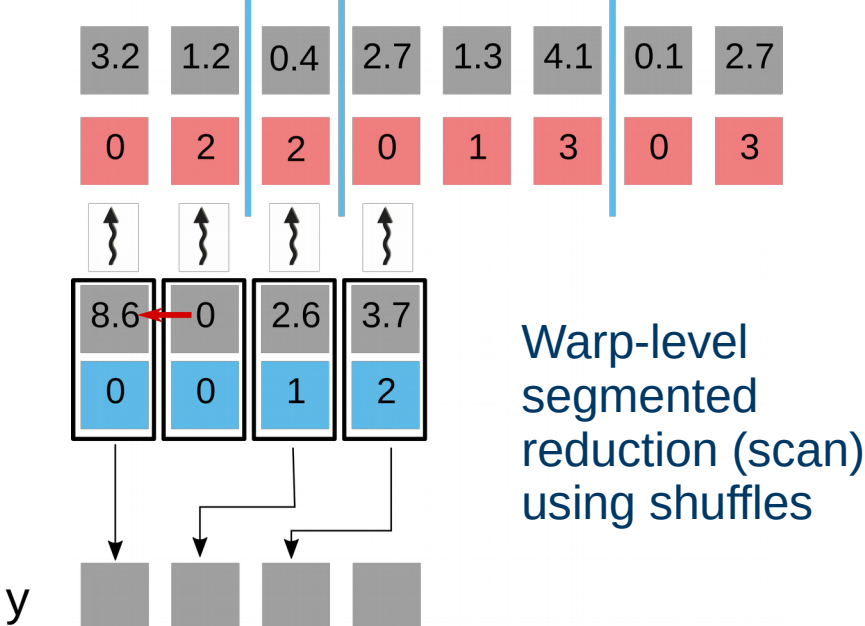 3.2 1.2 0.4 2.7 1.3 4.1 0.1 2.7
0 2 2 0 1 3 0 3
8.6 0 2.6 3.7
0 0 1 2
Warp-level
segmented
reduction (scan)
using shuffles
y